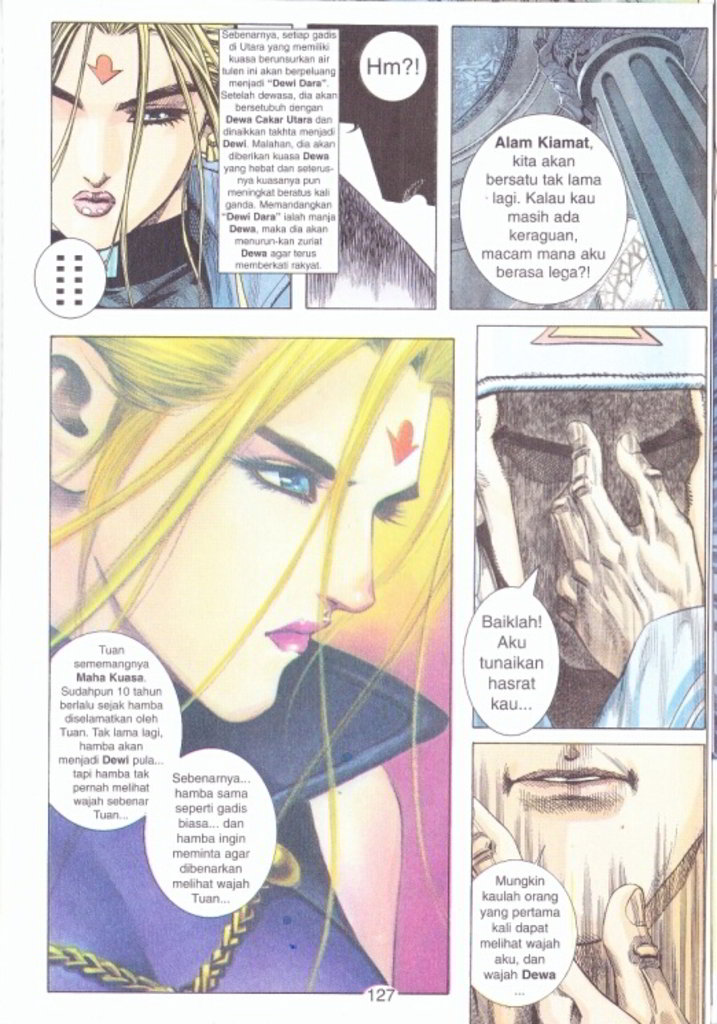 Sebenarnya, setiap gadis
di Utara yang memiliki
kuasa berunsurkan air
tulen ini akan berpeluang
menjadi "Dewi Dara".
Setelah dewasa, dia akan
bersetubuh dengan
Dewa Cakar Utara dan
dinaikkan takhta menjadi
Dewi. Malahan, dia akan
diberikan kuasa Dewa
yang hebat dan seterus-
nya kuasanya pun
meningkat beratus kali
ganda. Memandangkan
"Dewi Dara" ialah manja
Dewa, maka dia akan
menurun-kan zuriat
Dewa agar terus
memberkati rakyat.
Hm?!
Alam Kiamat,
kita akan
bersatu tak lama
lagi. Kalau kau
masih ada
keraguan,
macam mana aku
berasa lega?!
Tuan
sememangnya
Maha Kuasa.
Sudahpun 10 tahun
berlalu sejak hamba
diselamatkan oleh
Tuan. Tak lama lagi,
hamba akan
menjadi Dewi pula...
tapi hamba tak
pernah melihat
wajah sebenar
Tuan...
Sebenarnya...
hamba sama
seperti gadis
biasa... dan
hamba ingin
meminta agar
dibenarkan
melihat wajah
Tuan...
Baiklah!
Aku
tunaikan
hasrat
kau...
Mungkin
kaulah orang
yang pertama
kali dapat
melihat wajah
aku, dan
wajah Dewa
...
127